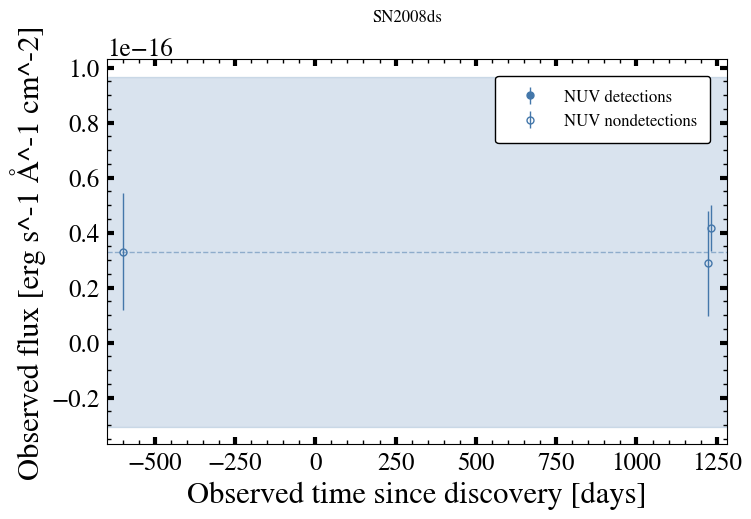 SN2008ds
1e−16
1.0
0.8
0.6
0.4
0.2
0.0
−0.2
Observed flux [erg s^-1 Å^-1 cm^-2]
NUV detections
NUV nondetections
−500 −250 0 250 500 750 1000 1250
Observed time since discovery [days]